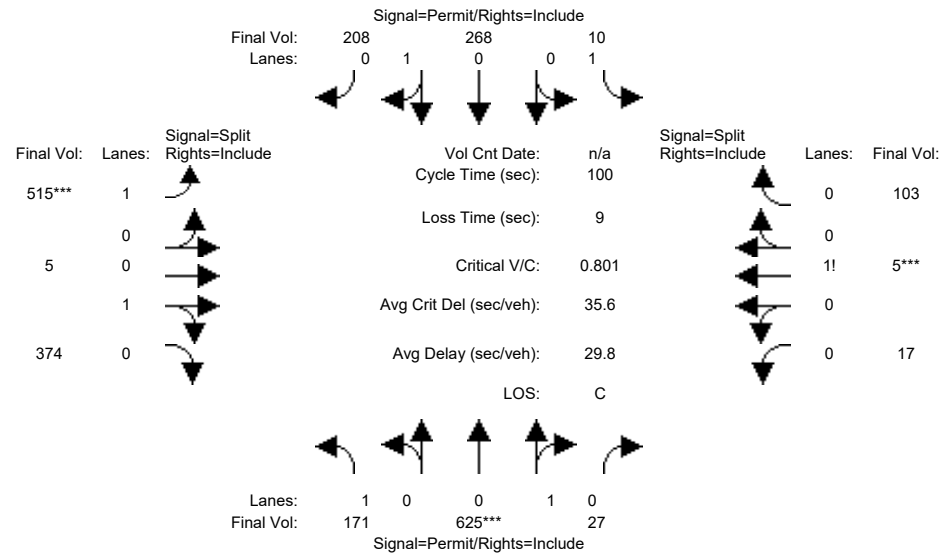 Signal=Permit/Rights=Include
Final Vol: 208 268 10
Lanes: 0 1 0 0 1
Signal=Split
Final Vol: Lanes: Rights=Include
Vol Cnt Date: n/a
Signal=Split
Rights=Include Lanes: Final Vol:
Cycle Time (sec): 100
515*** 1
0 103
Loss Time (sec): 9
0
0
5 0
Critical V/C: 0.801
1! 5***
1
Avg Crit Del (sec/veh): 35.6
0
374 0
Avg Delay (sec/veh): 29.8
0 17
LOS: C
Lanes: 1 0 0 1 0
Final Vol: 171 625*** 27
Signal=Permit/Rights=Include